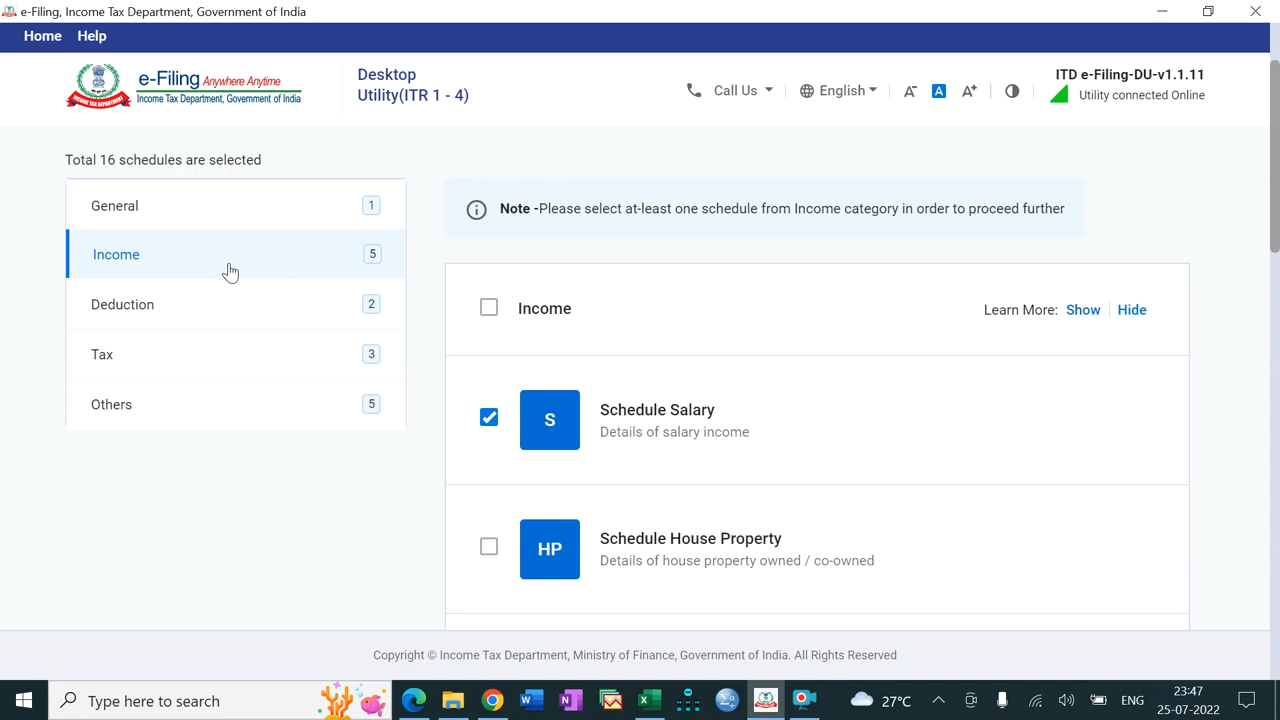 e-Filing, Income Tax Department, Government of India
Home Help
e-Filing Anywhere Anytime
Income Tax Department, Government of India
Desktop
Utility(ITR 1 - 4)
Call Us
English
A-
A
A+
ITD e-Filing-DU-v1.1.11
Utility connected Online
Total 16 schedules are selected
General 1
Income 5
Deduction 2
Tax 3
Others 5
Note -Please select at-least one schedule from Income category in order to proceed further
Income
Learn More: Show Hide
S
Schedule Salary
Details of salary income
HP
Schedule House Property
Details of house property owned / co-owned
Copyright © Income Tax Department, Ministry of Finance, Government of India. All Rights Reserved
Type here to search
27°C
ENG
23:47
25-07-2022